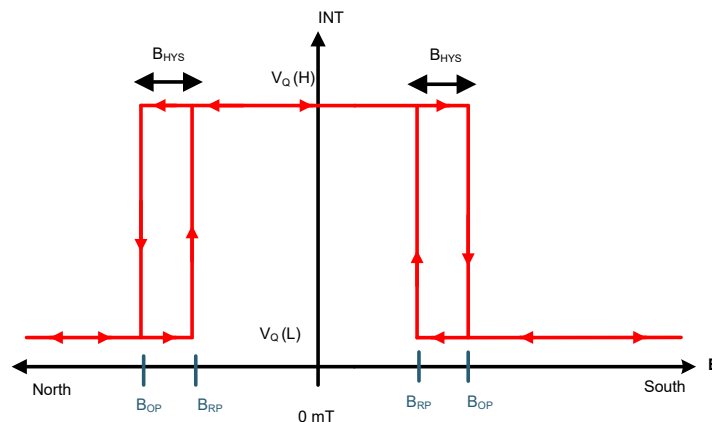 INT
B_HYS
B_HYS
V_Q (H)
V_Q (L)
North
South
B_OP
B_RP
B_RP
B_OP
0 mT